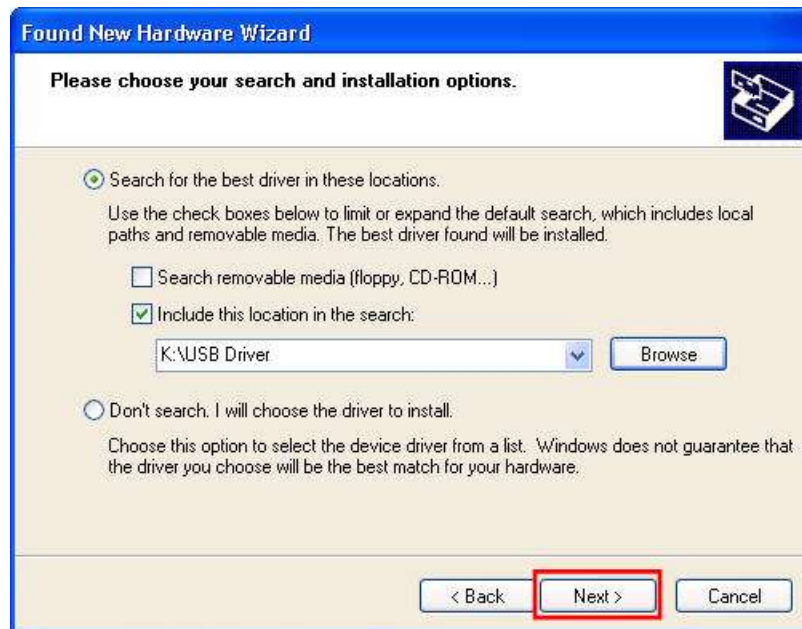 Found New Hardware Wizard
Please choose your search and installation options.
Search for the best driver in these locations.
Use the check boxes below to limit or expand the default search, which includes local
paths and removable media. The best driver found will be installed.
Search removable media (floppy, CD-ROM...)
Include this location in the search:
K:\USB Driver
Browse
Don't search. I will choose the driver to install.
Choose this option to select the device driver from a list.  Windows does not guarantee that
the driver you choose will be the best match for your hardware.
< Back
Next >
Cancel